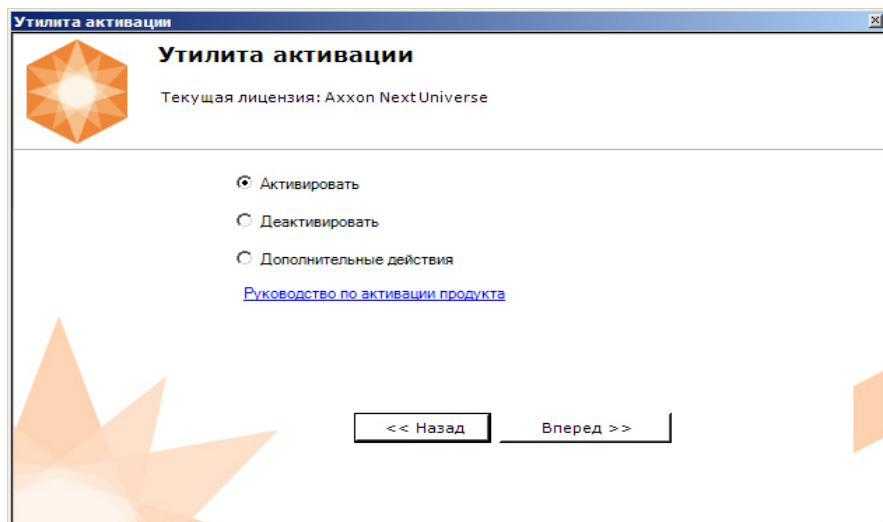 Утилита активации
Утилита активации
Текущая лицензия: Axxon Next Universe
Активировать
Деактивировать
Дополнительные действия
Руководство по активации продукта
<< Назад
Вперед >>